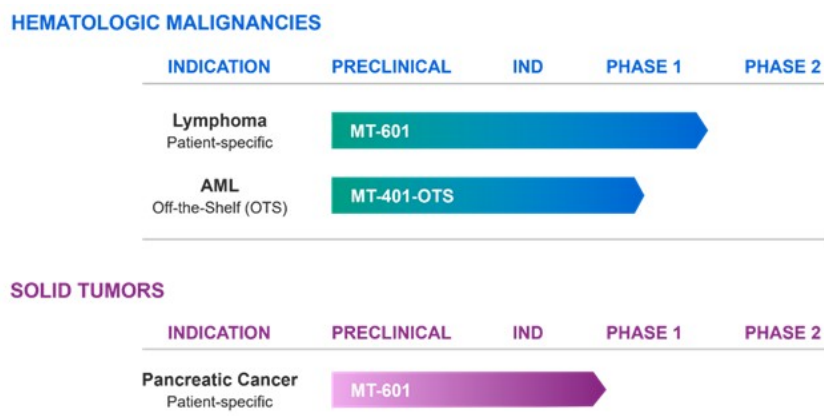 HEMATOLOGIC MALIGNANCIES
INDICATION PRECLINICAL IND PHASE 1 PHASE 2
Lymphoma
Patient-specific
MT-601
AML
Off-the-Shelf (OTS)
MT-401-OTS
SOLID TUMORS
INDICATION PRECLINICAL IND PHASE 1 PHASE 2
Pancreatic Cancer
Patient-specific
MT-601